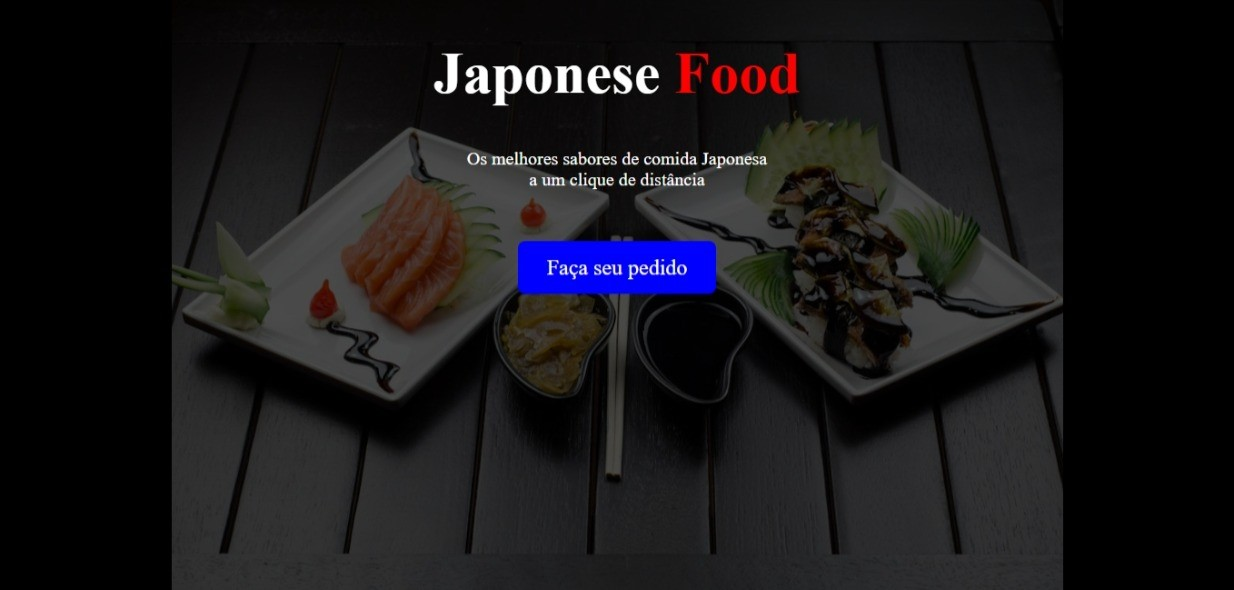 Japonese Food
Os melhores sabores de comida Japonesa
a um clique de distância
Faça seu pedido